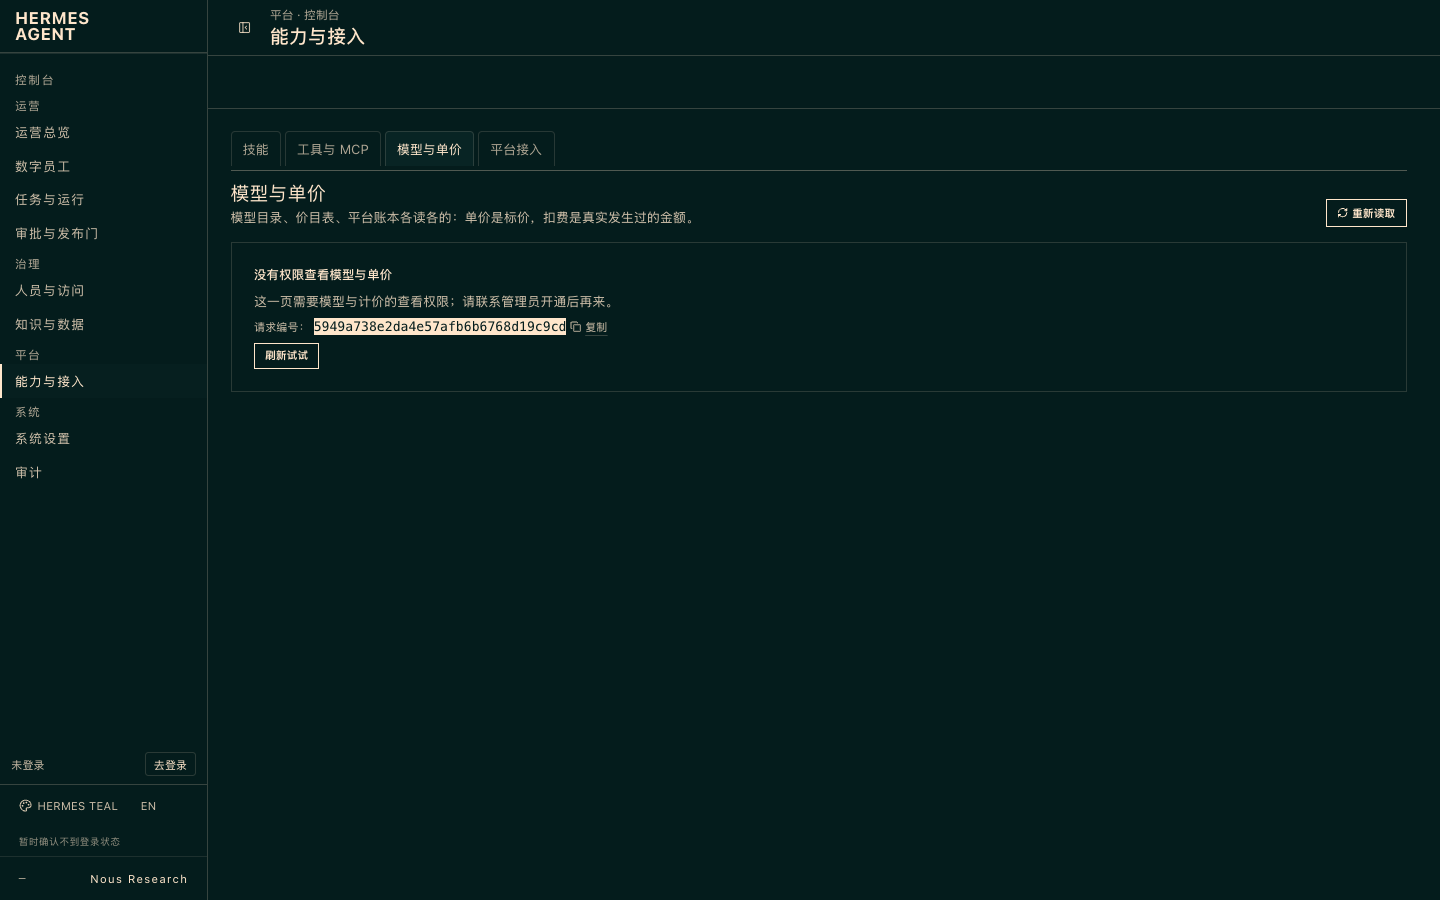 HERMES
AGENT
控制台
运营
运营总览
数字员工
任务与运行
审批与发布门
治理
人员与访问
知识与数据
平台
能力与接入
系统
系统设置
审计
未登录
去登录
HERMES TEAL
EN
暂时确认不到登录状态
—
Nous Research
平台 · 控制台
能力与接入
技能
工具与 MCP
模型与单价
平台接入
模型与单价
模型目录、价目表、平台账本各读各的：单价是标价，扣费是真实发生过的金额。
重新读取
没有权限查看模型与单价
这一页需要模型与计价的查看权限；请联系管理员开通后再来。
请求编号： 5949a738e2da4e57afb6b6768d19c9cd 复制
刷新试试